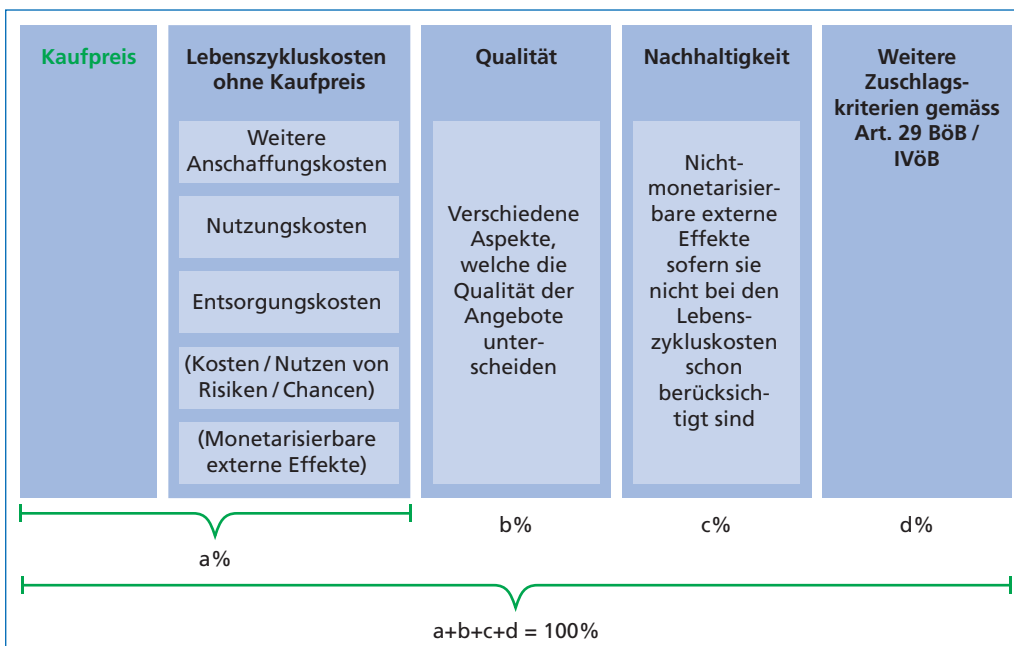 Kaufpreis
Lebenszykluskosten
ohne Kaufpreis
Weitere
Anschaffungskosten
Nutzungskosten
Entsorgungskosten
(Kosten / Nutzen von
Risiken / Chancen)
(Monetarisierbare
externe Effekte)
Qualität
Verschiedene
Aspekte,
welche die
Qualität der
Angebote
unter-
scheiden
Nachhaltigkeit
Nicht-
monetarisier-
bare externe
Effekte
sofern sie
nicht bei den
Lebens-
zykluskosten
schon
berücksich-
tigt sind
Weitere
Zuschlags-
kriterien gemäss
Art. 29 BöB /
IVöB
a%
b%
c%
d%
a+b+c+d = 100%